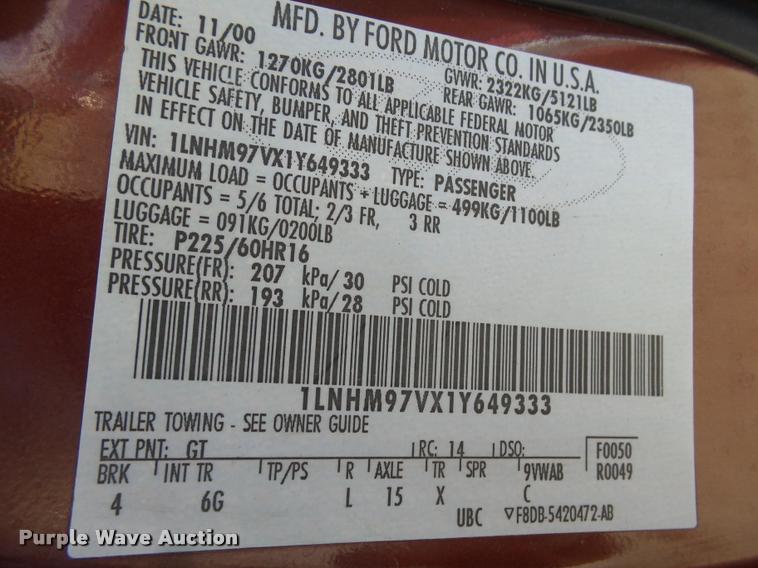 DATE: 11/00 MFD. BY FORD MOTOR CO. IN U.S.A.
FRONT GAWR: 1270KG/2801LB GVWR: 2322KG/5121LB
REAR GAWR: 1065KG/2350LB
THIS VEHICLE CONFORMS TO ALL APPLICABLE FEDERAL MOTOR
VEHICLE SAFETY, BUMPER, AND THEFT PREVENTION STANDARDS
IN EFFECT ON THE DATE OF MANUFACTURE SHOWN ABOVE.
VIN: 1LNHM97VX1Y649333 TYPE: PASSENGER
MAXIMUM LOAD = OCCUPANTS + LUGGAGE = 499KG/1100LB
OCCUPANTS = 5/6 TOTAL; 2/3 FR, 3 RR
LUGGAGE = 091KG/0200LB
TIRE: P225/60HR16
PRESSURE(FR): 207 kPa/30 PSI COLD
PRESSURE(RR): 193 kPa/28 PSI COLD
1LNHM97VX1Y649333
TRAILER TOWING - SEE OWNER GUIDE
EXT PNT: GT RC: 14 DSO: F0050
BRK INT TR TP/PS R AXLE TR SPR 9VWAB R0049
4 6G L 15 X C
UBC ▽F8DB-5420472-AB
Purple Wave Auction